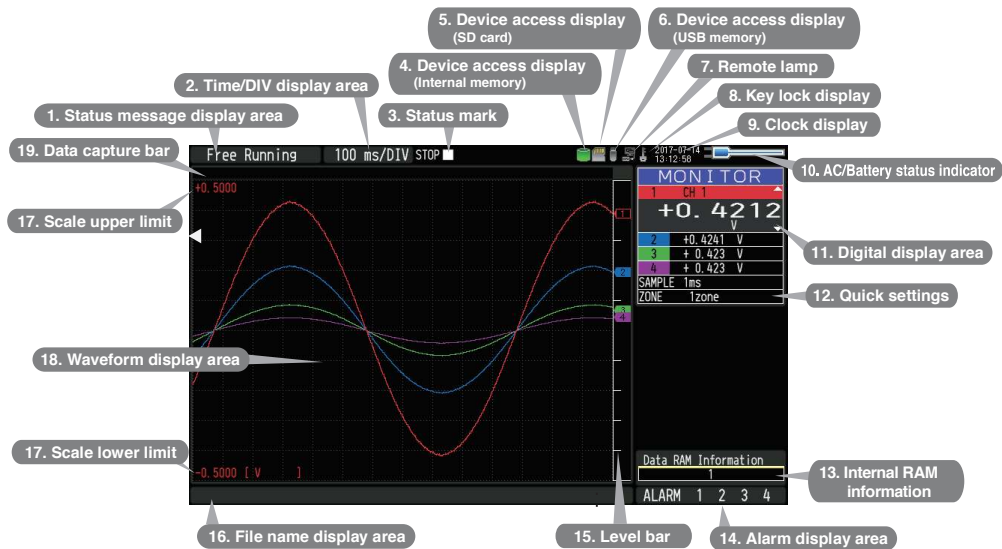 5. Device access display
(SD card)
6. Device access display
(USB memory)
4. Device access display
(Internal memory)
7. Remote lamp
2. Time/DIV display area
8. Key lock display
1. Status message display area
3. Status mark
9. Clock display
19. Data capture bar
Free Running
100 ms/DIV
STOP
2017-07-14
13:12:58
10. AC/Battery status indicator
+0.5000
MONITOR
1 CH 1
17. Scale upper limit
+0.4212
V
11. Digital display area
2 +0.4241 V
3 + 0.423 V
4 + 0.423 V
SAMPLE 1ms
ZONE 1zone
12. Quick settings
1
2
3
4
18. Waveform display area
17. Scale lower limit
-0.5000 [ V ]
Data RAM Information
1
13. Internal RAM
information
ALARM 1 2 3 4
16. File name display area
15. Level bar
14. Alarm display area